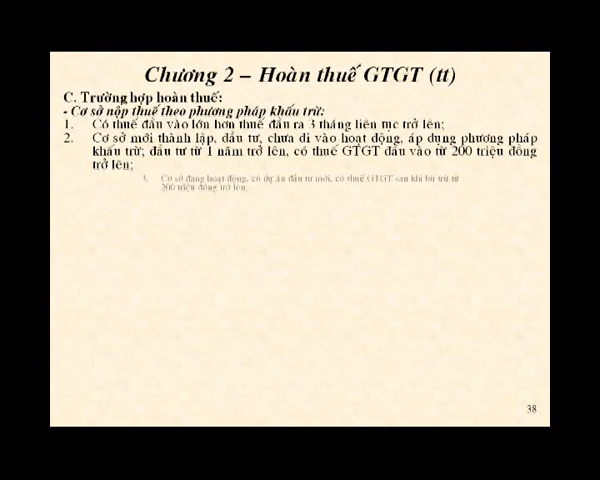 Chương 2 – Hoàn thuế GTGT (tt)
C. Trường hợp hoàn thuế:
- Cơ sở nộp thuế theo phương pháp khấu trừ:
1. Có thuế đầu vào lớn hơn thuế đầu ra 3 tháng liên tục trở lên;
2. Cơ sở mới thành lập, đầu tư, chưa đi vào hoạt động, áp dụng phương pháp
khấu trừ; đầu tư từ 1 năm trở lên, có thuế GTGT đầu vào từ 200 triệu đồng
trở lên;
3. Cơ sở đang hoạt động, có dự án đầu tư mới, có thuế GTGT sau khi bù trừ từ
200 triệu đồng trở lên;
38